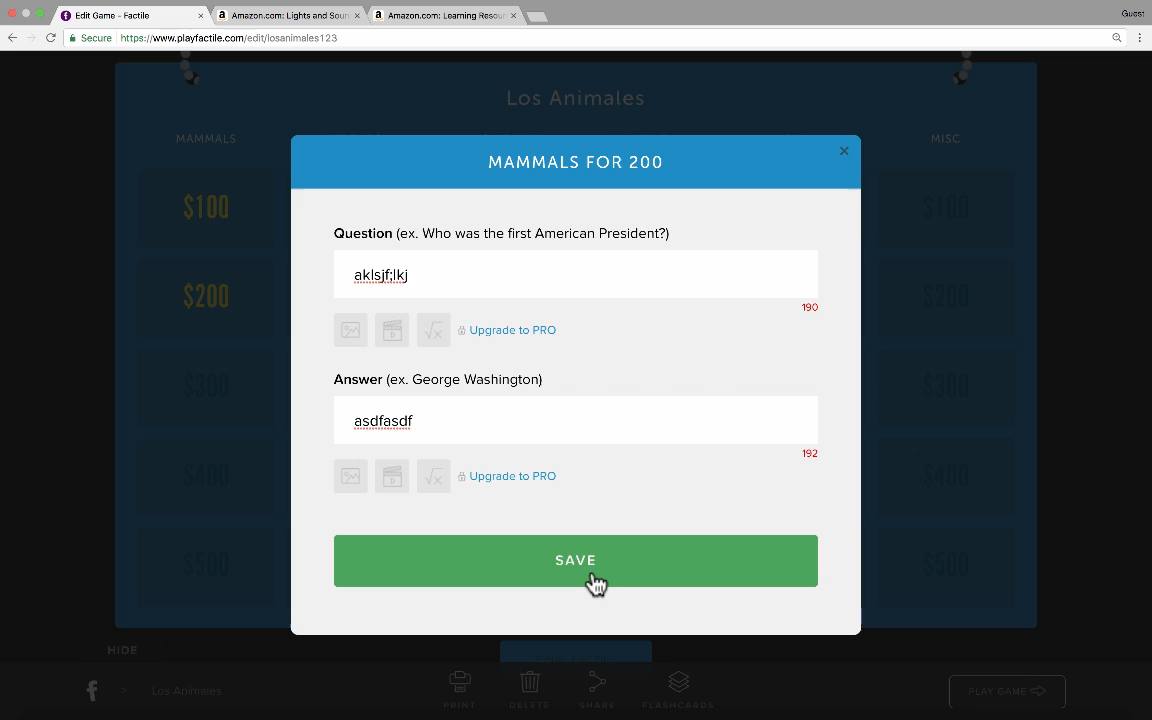 Edit Game - Factile
Amazon.com: Lights and Soun
Amazon.com: Learning Resour
Guest
Secure
https://www.playfactile.com/edit/losanimales123
Los Animales
MAMMALS
MISC
MAMMALS FOR 200
×
$100
$100
Question (ex. Who was the first American President?)
aklsjf;lkj
$200
$200
190
Upgrade to PRO
Answer (ex. George Washington)
$300
$300
asdfasdf
192
$400
$400
Upgrade to PRO
SAVE
$500
$500
HIDE
Los Animales
PRINT
DELETE
SHARE
FLASHCARDS
PLAY GAME